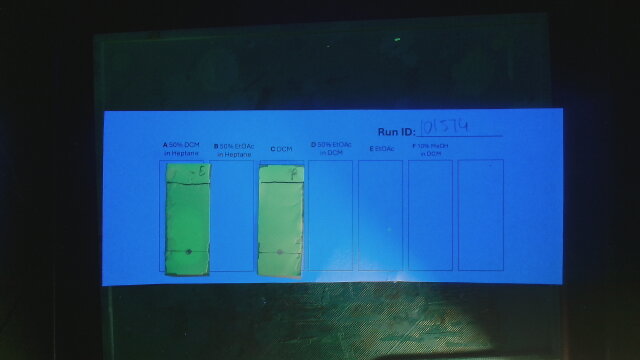 Run ID: 101574
A 50% DCM in Heptane
B 50% EtOAc in Heptane
C DCM
D 50% EtOAc in DCM
E EtOAc
F 10% MeOH in DCM